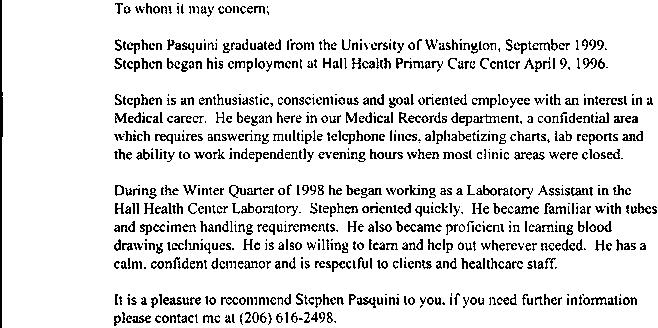 To whom it may concern;
Stephen Pasquini graduated from the University of Washington, September 1999.
Stephen began his employment at Hall Health Primary Care Center April 9, 1996.
Stephen is an enthusiastic, conscientious and goal oriented employee with an interest in a
Medical career. He began here in our Medical Records department, a confidential area
which requires answering multiple telephone lines, alphabetizing charts, lab reports and
the ability to work independently evening hours when most clinic areas were closed.
During the Winter Quarter of 1998 he began working as a Laboratory Assistant in the
Hall Health Center Laboratory. Stephen oriented quickly. He became familiar with tubes
and specimen handling requirements. He also became proficient in learning blood
drawing techniques. He is also willing to learn and help out wherever needed. He has a
calm, confident demeanor and is respectful to clients and healthcare staff.
It is a pleasure to recommend Stephen Pasquini to you, if you need further information
please contact me at (206) 616-2498.